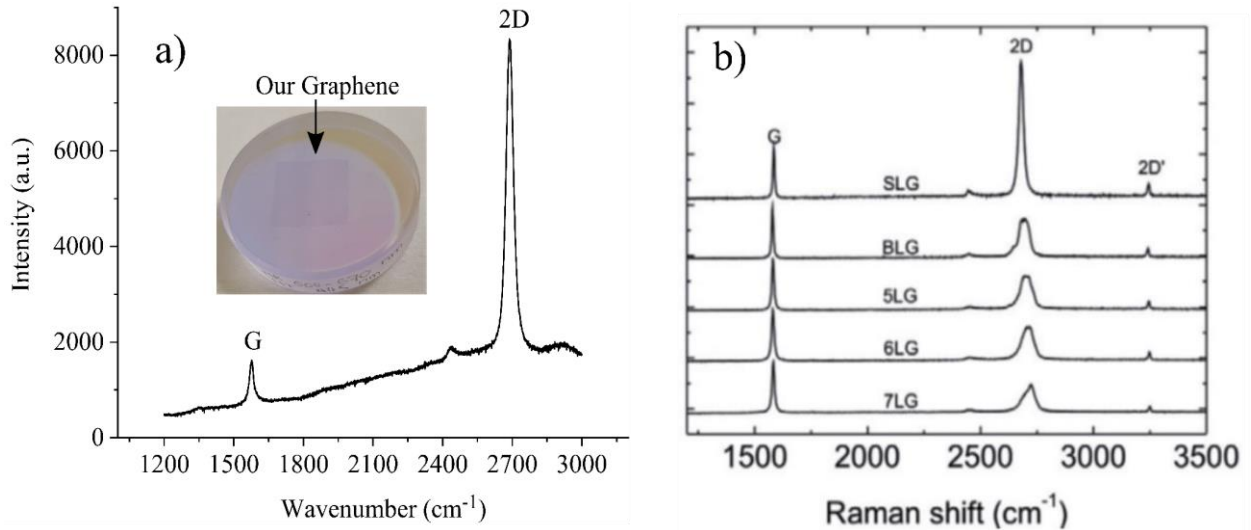 a)
2D
8000
Our Graphene
6000
Intensity (a.u.)
4000
2000
G
0
1200 1500 1800 2100 2400 2700 3000
Wavenumber (cm⁻¹)
b)
2D
G
2D'
SLG
BLG
5LG
6LG
7LG
1500 2000 2500 3000 3500
Raman shift (cm⁻¹)